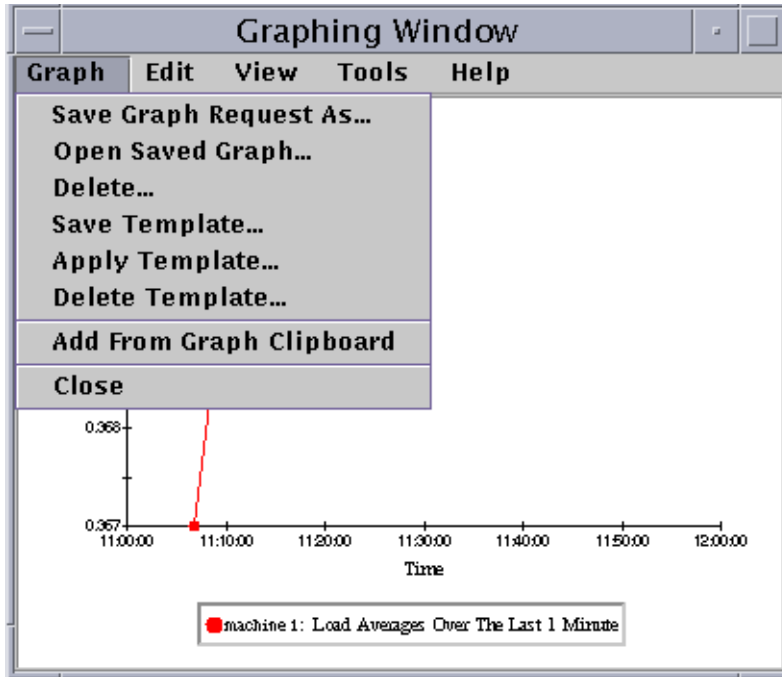 Graphing Window
Graph Edit View Tools Help
Save Graph Request As...
Open Saved Graph...
Delete...
Save Template...
Apply Template...
Delete Template...
Add From Graph Clipboard
Close
0.368
0.367
11:00:00 11:10:00 11:20:00 11:30:00 11:40:00 11:50:00 12:00:00
Time
machine 1: Load Averages Over The Last 1 Minute